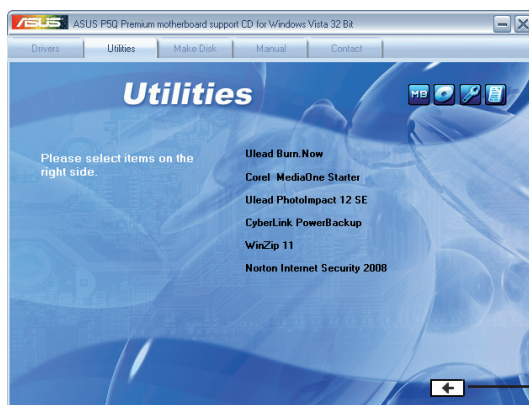 ASUS ASUS P5Q Premium motherboard support CD for Windows Vista 32 Bit
Drivers Utilities Make Disk Manual Contact
Utilities
MB
Please select items on the
right side.
Ulead Burn.Now
Corel MediaOne Starter
Ulead PhotoImpact 12 SE
CyberLink PowerBackup
WinZip 11
Norton Internet Security 2008